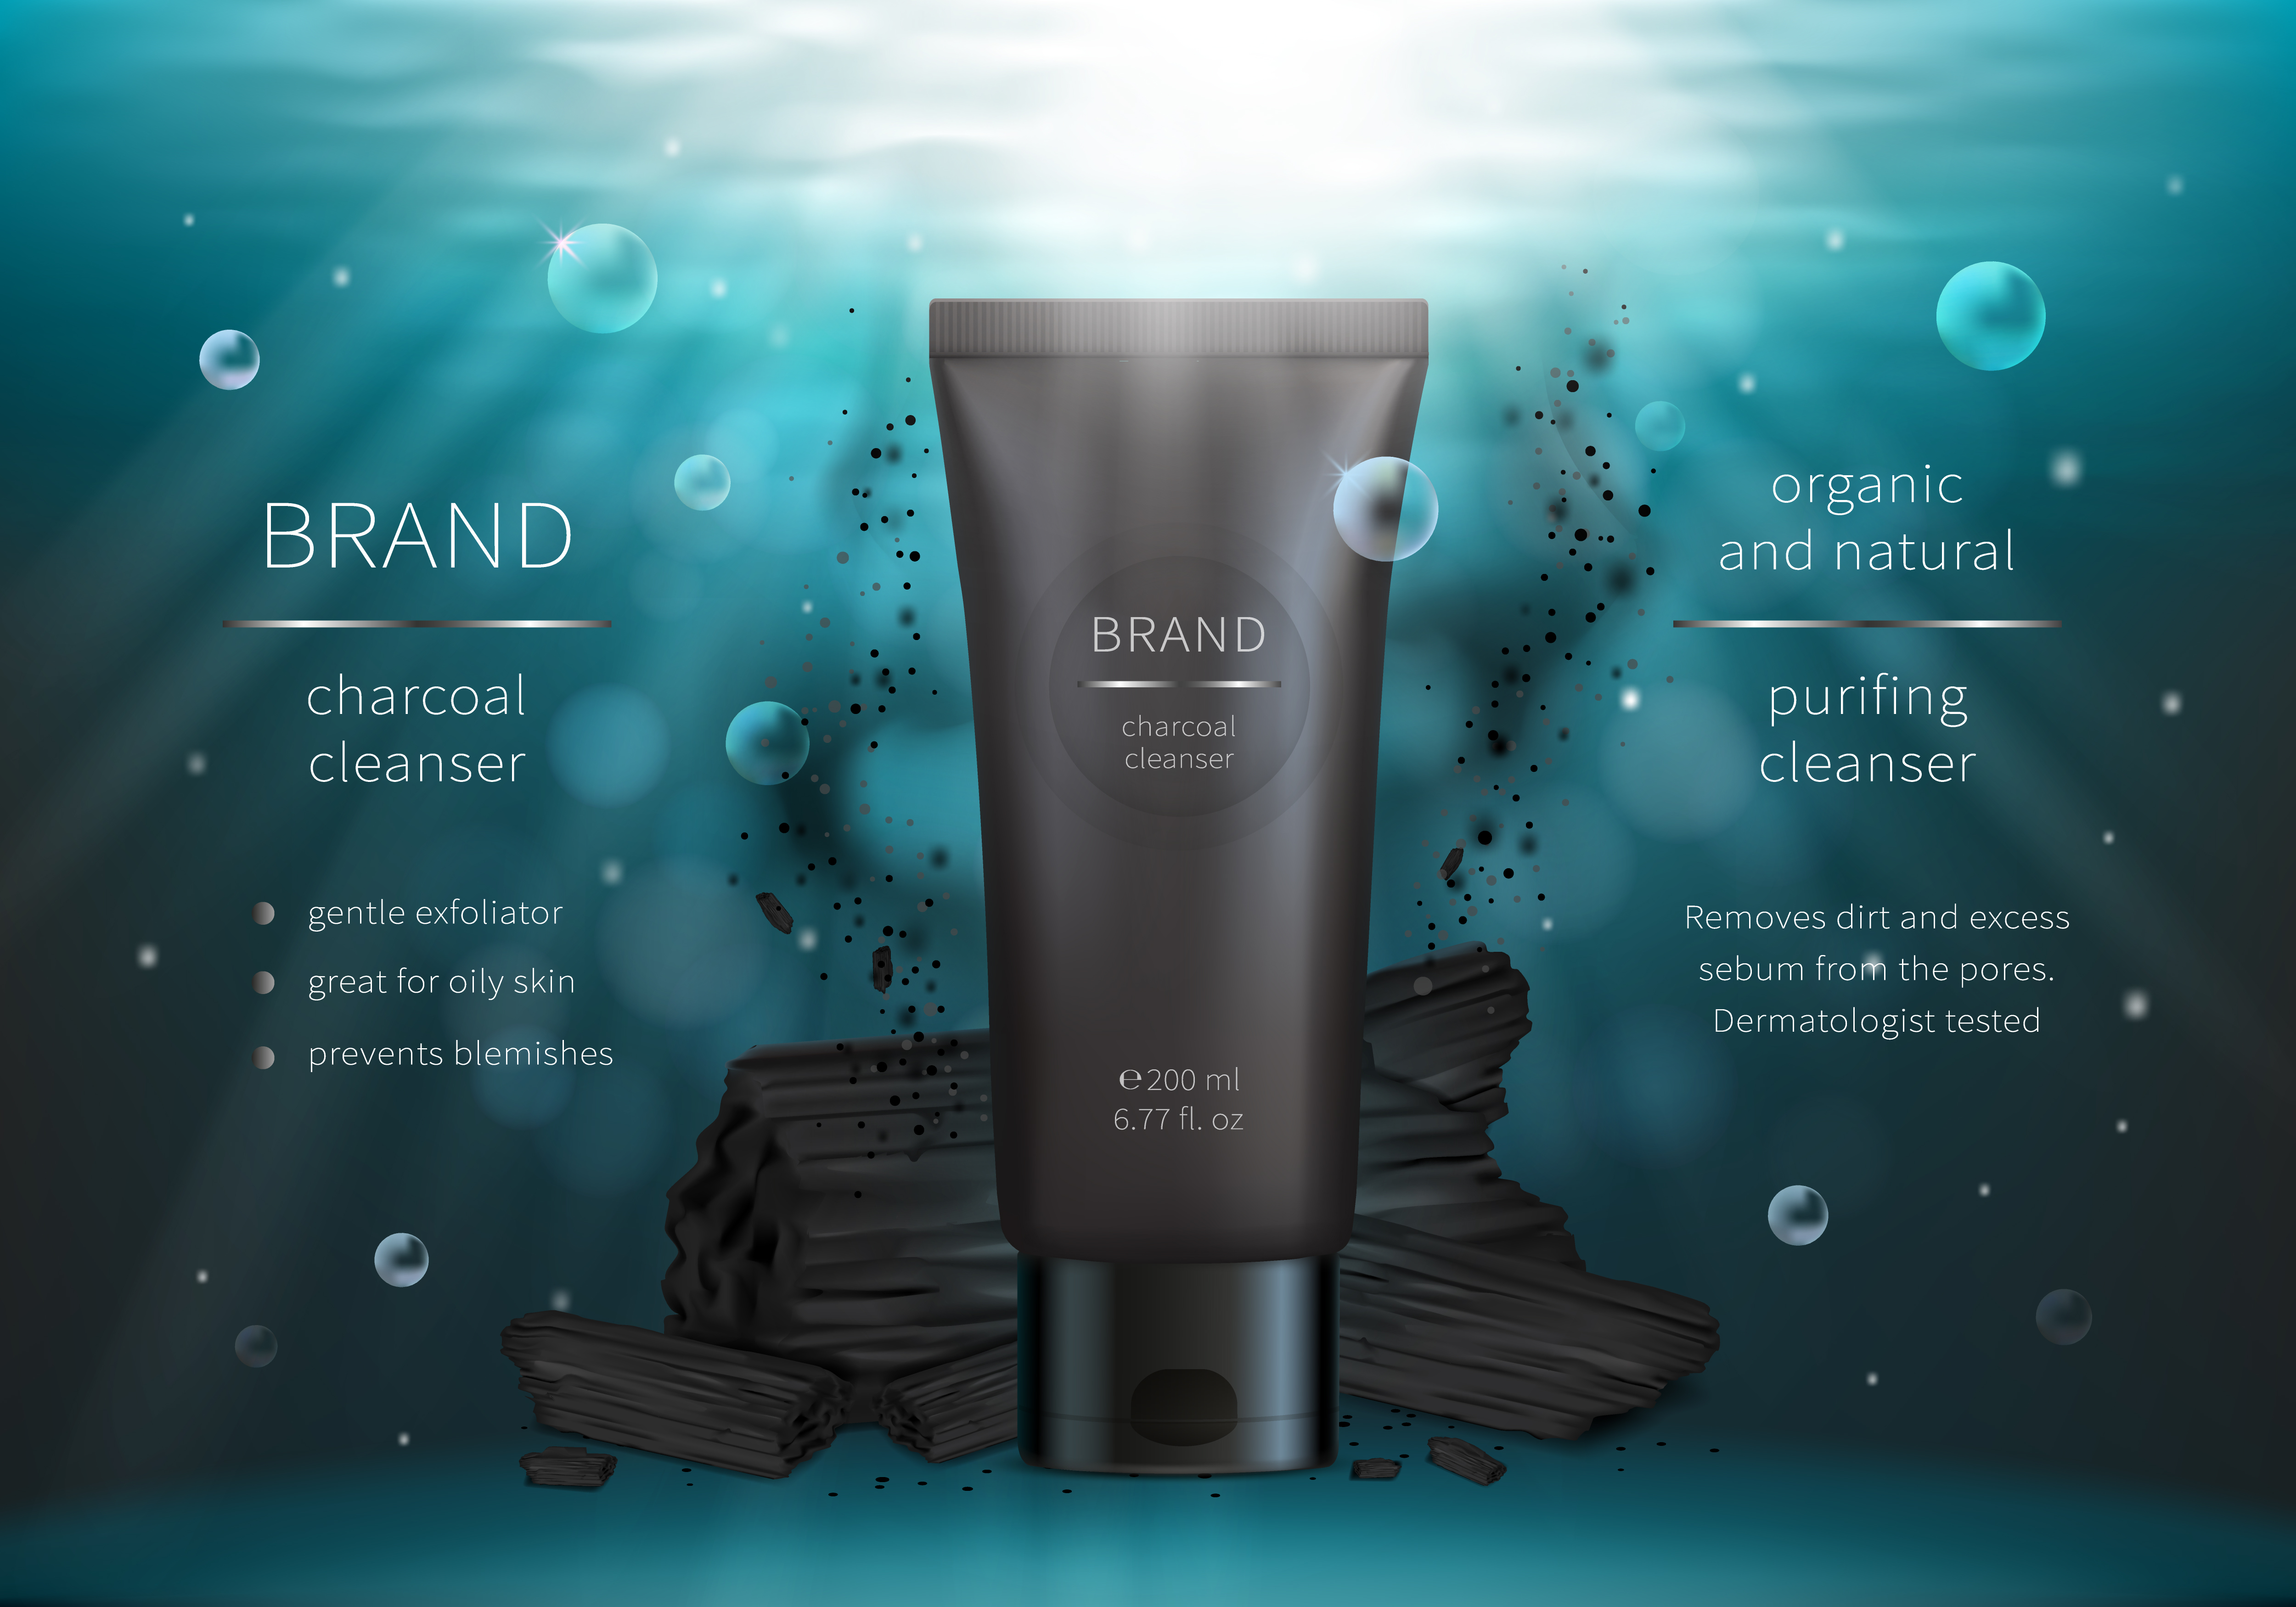 BRAND
charcoal
cleanser
gentle exfoliator
great for oily skin
prevents blemishes
BRAND
charcoal
cleanser
℮200 ml
6.77 fl. oz
organic
and natural
purifing
cleanser
Removes dirt and excess
sebum from the pores.
Dermatologist tested